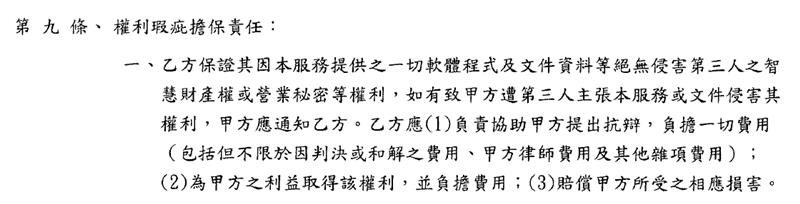 第 九 條、 權利瑕疵擔保責任：
一、乙方保證其因本服務提供之一切軟體程式及文件資料等絕無侵害第三人之智
慧財產權或營業秘密等權利，如有致甲方遭第三人主張本服務或文件侵害其
權利，甲方應通知乙方。乙方應(1)負責協助甲方提出抗辯，負擔一切費用
（包括但不限於因判決或和解之費用、甲方律師費用及其他雜項費用）；
(2)為甲方之利益取得該權利，並負擔費用；(3)賠償甲方所受之相應損害。